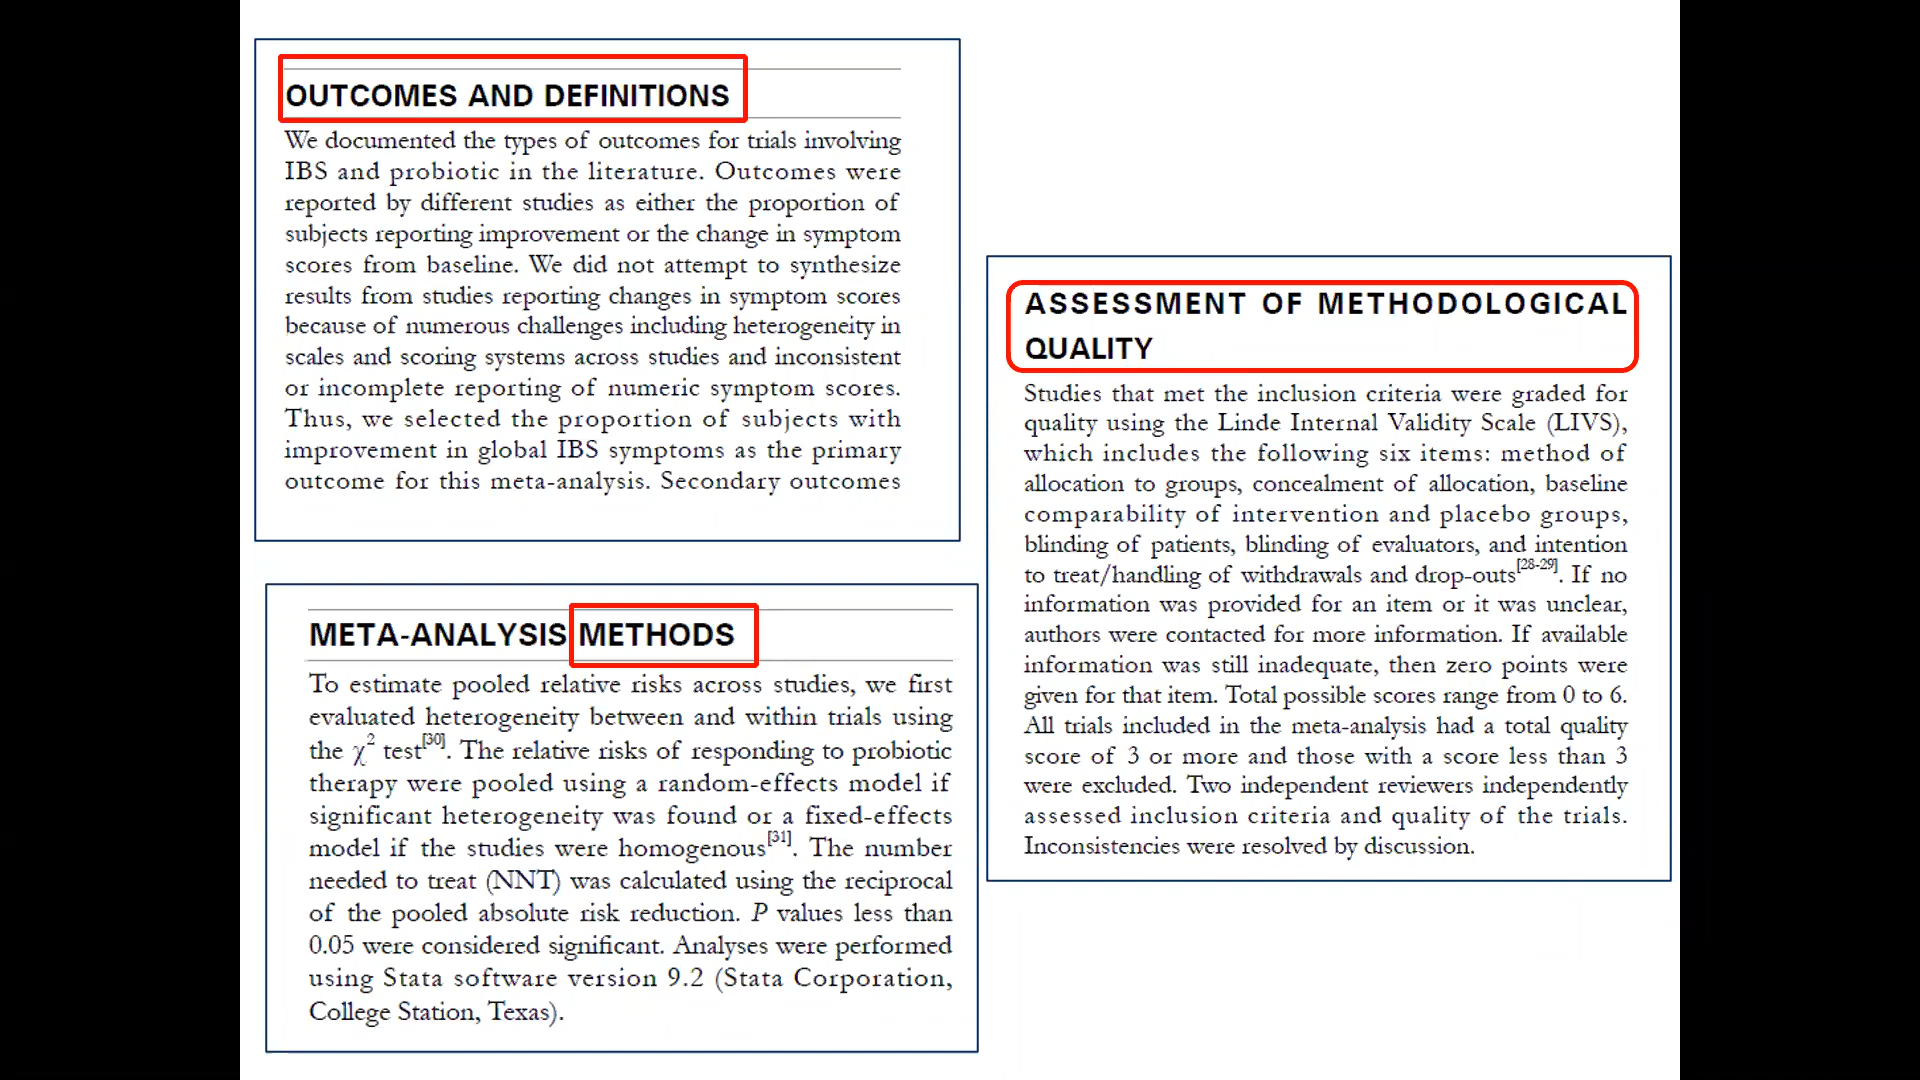 OUTCOMES AND DEFINITIONS
We documented the types of outcomes for trials involving
IBS and probiotic in the literature. Outcomes were
reported by different studies as either the proportion of
subjects reporting improvement or the change in symptom
scores from baseline. We did not attempt to synthesize
results from studies reporting changes in symptom scores
because of numerous challenges including heterogeneity in
scales and scoring systems across studies and inconsistent
or incomplete reporting of numeric symptom scores.
Thus, we selected the proportion of subjects with
improvement in global IBS symptoms as the primary
outcome for this meta-analysis. Secondary outcomes
META-ANALYSIS METHODS
To estimate pooled relative risks across studies, we first
evaluated heterogeneity between and within trials using
the χ² test[30]. The relative risks of responding to probiotic
therapy were pooled using a random-effects model if
significant heterogeneity was found or a fixed-effects
model if the studies were homogenous[31]. The number
needed to treat (NNT) was calculated using the reciprocal
of the pooled absolute risk reduction. P values less than
0.05 were considered significant. Analyses were performed
using Stata software version 9.2 (Stata Corporation,
College Station, Texas).
ASSESSMENT OF METHODOLOGICAL
QUALITY
Studies that met the inclusion criteria were graded for
quality using the Linde Internal Validity Scale (LIVS),
which includes the following six items: method of
allocation to groups, concealment of allocation, baseline
comparability of intervention and placebo groups,
blinding of patients, blinding of evaluators, and intention
to treat/handling of withdrawals and drop-outs[28-29]. If no
information was provided for an item or it was unclear,
authors were contacted for more information. If available
information was still inadequate, then zero points were
given for that item. Total possible scores range from 0 to 6.
All trials included in the meta-analysis had a total quality
score of 3 or more and those with a score less than 3
were excluded. Two independent reviewers independently
assessed inclusion criteria and quality of the trials.
Inconsistencies were resolved by discussion.